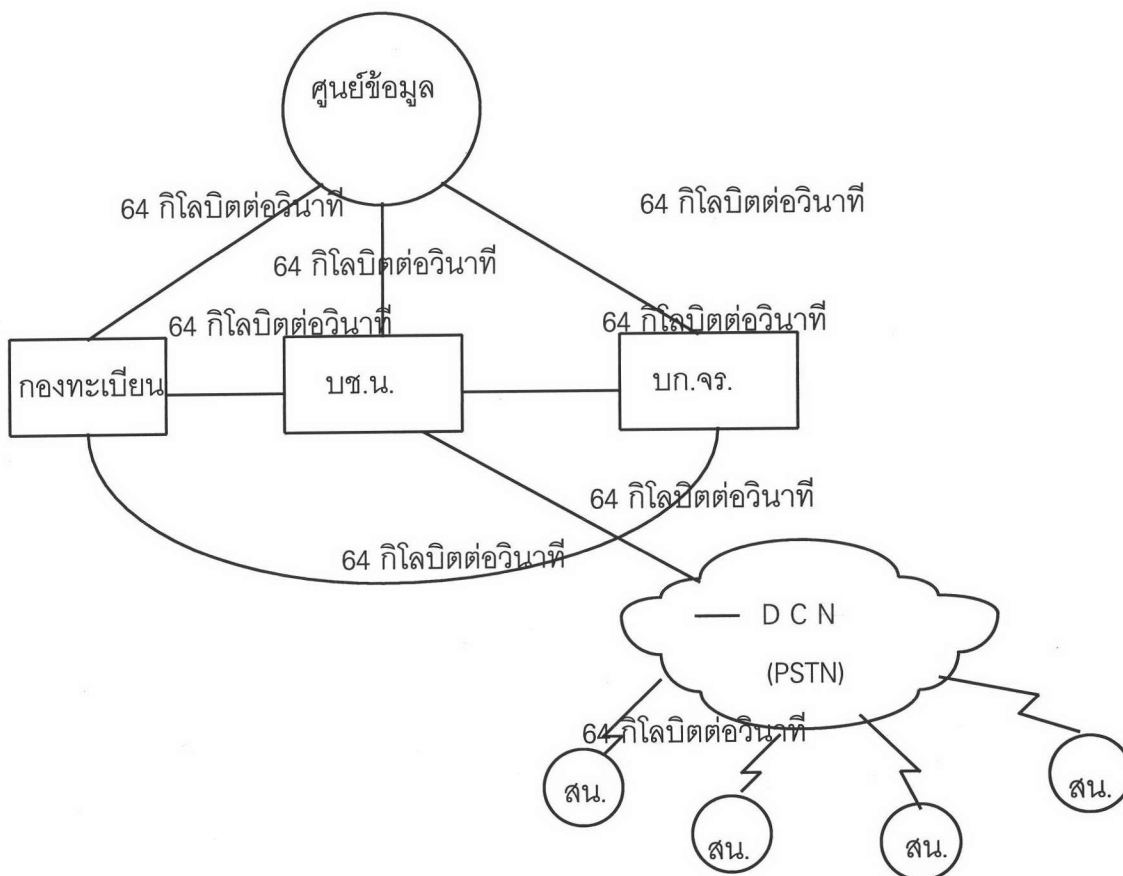 ศูนย์ข้อมูล
64 กิโลบิตต่อวินาที
64 กิโลบิตต่อวินาที
64 กิโลบิตต่อวินาที
64 กิโลบิตต่อวินาที
64 กิโลบิตต่อวินาที
กองทะเบียน
บช.น.
บก.จร.
64 กิโลบิตต่อวินาที
64 กิโลบิตต่อวินาที
D C N
(PSTN)
64 กิโลบิตต่อวินาที
สน.
สน.
สน.
สน.